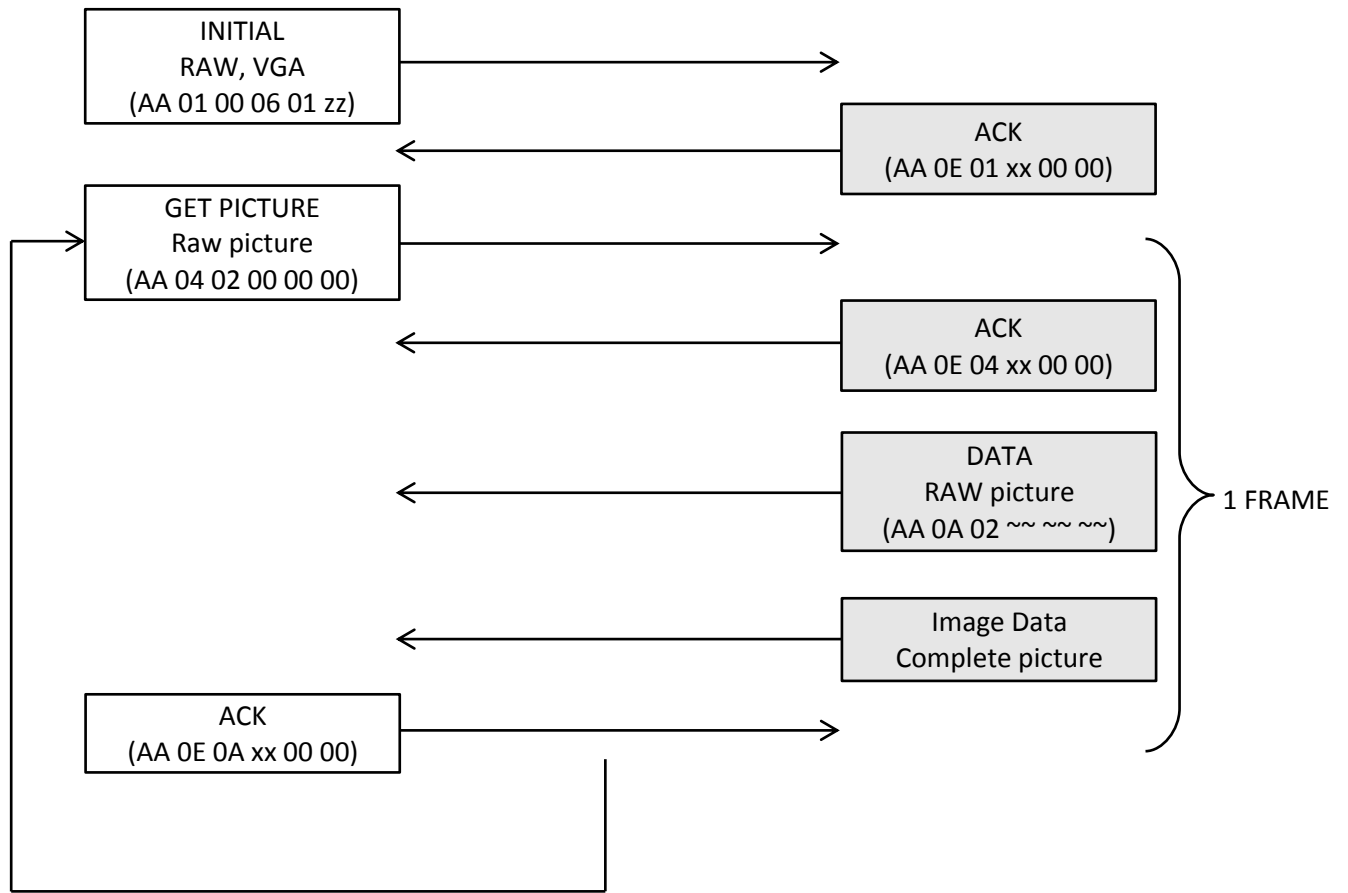 INITIAL
RAW, VGA
(AA 01 00 06 01 zz)
ACK
(AA 0E 01 xx 00 00)
GET PICTURE
Raw picture
(AA 04 02 00 00 00)
ACK
(AA 0E 04 xx 00 00)
DATA
RAW picture
(AA 0A 02 ~~ ~~ ~~)
1 FRAME
Image Data
Complete picture
ACK
(AA 0E 0A xx 00 00)